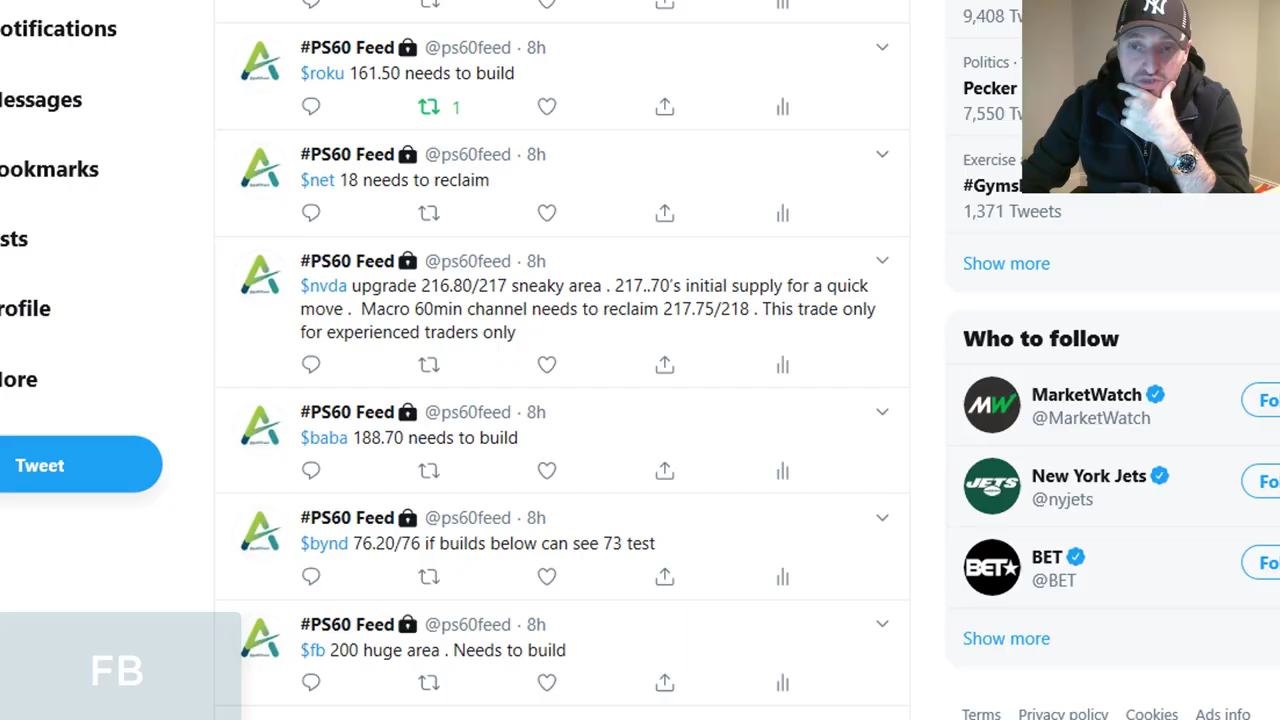 otifications
essages
ookmarks
sts
rofile
ore
Tweet
#PS60 Feed @ps60feed · 8h
$roku 161.50 needs to build
1
#PS60 Feed @ps60feed · 8h
$net 18 needs to reclaim
#PS60 Feed @ps60feed · 8h
$nvda upgrade 216.80/217 sneaky area . 217..70's initial supply for a quick
move . Macro 60min channel needs to reclaim 217.75/218 . This trade only
for experienced traders only
#PS60 Feed @ps60feed · 8h
$baba 188.70 needs to build
#PS60 Feed @ps60feed · 8h
$bynd 76.20/76 if builds below can see 73 test
#PS60 Feed @ps60feed · 8h
$fb 200 huge area . Needs to build
FB
9,408 Tw
Politics ·
Pecker
7,550
Exercise
#Gyms
1,371 Tweets
Show more
Who to follow
MarketWatch
@MarketWatch
Fo
New York Jets
@nyjets
Fo
BET
@BET
Fo
Show more
Terms Privacy policy Cookies Ads info